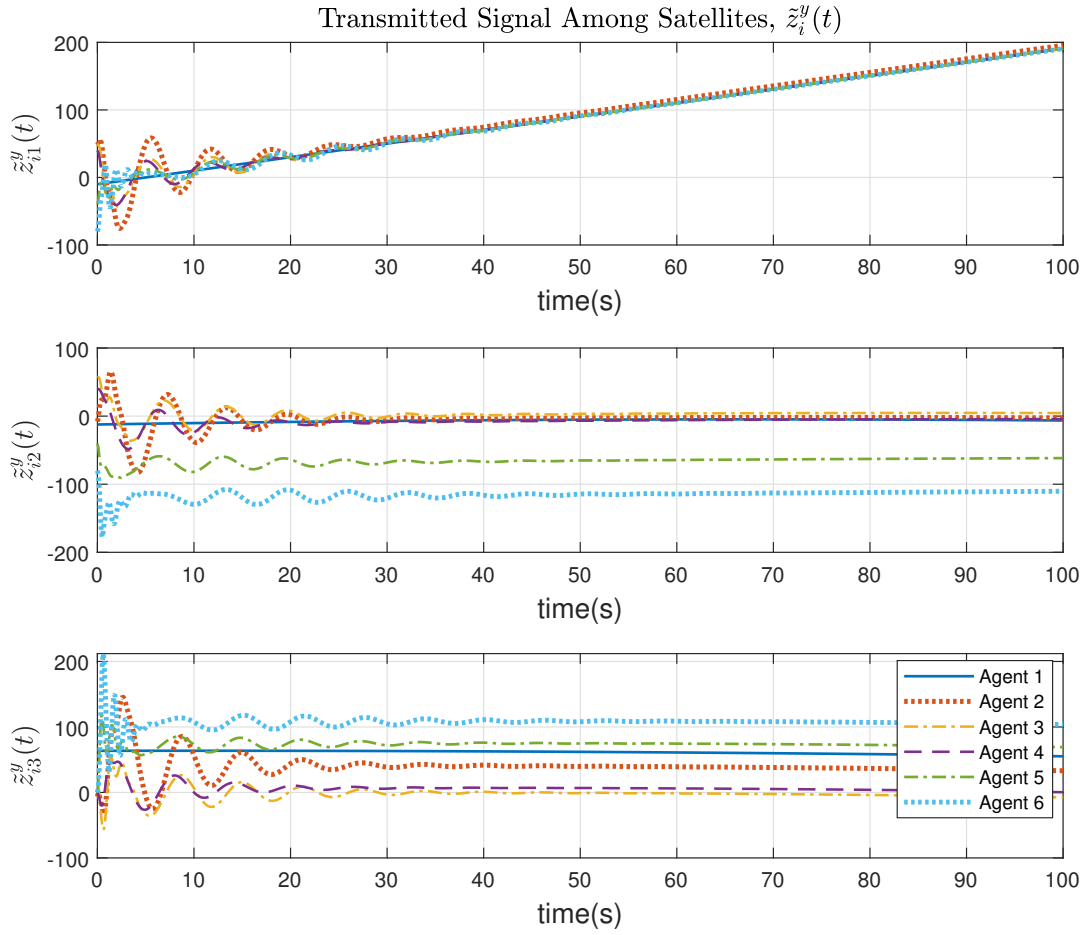 Transmitted Signal Among Satellites, z̃ᵢʸ(t)
z̃ᵢ₁ʸ(t)
200
100
0
-100
0 10 20 30 40 50 60 70 80 90 100
time(s)
z̃ᵢ₂ʸ(t)
100
0
-100
-200
0 10 20 30 40 50 60 70 80 90 100
time(s)
z̃ᵢ₃ʸ(t)
200
100
0
-100
Agent 1
Agent 2
Agent 3
Agent 4
Agent 5
Agent 6
0 10 20 30 40 50 60 70 80 90 100
time(s)